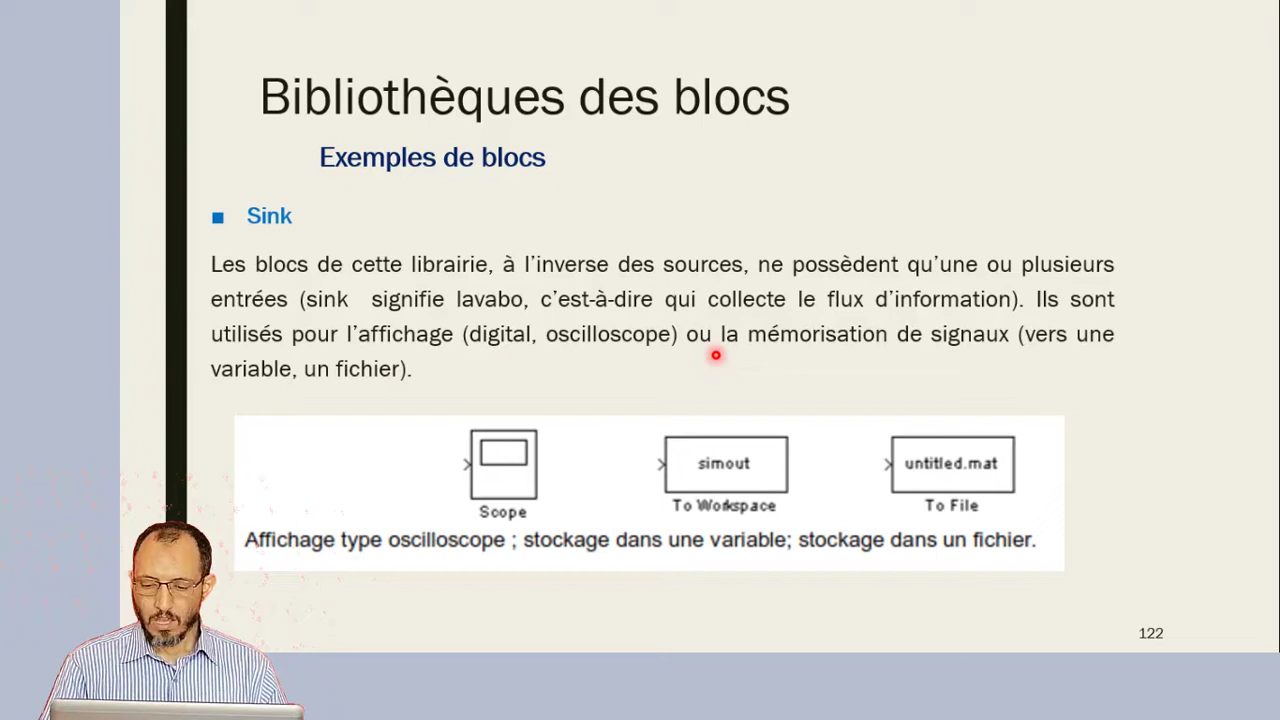 Bibliothèques des blocs
Exemples de blocs
Sink
Les blocs de cette librairie, à l’inverse des sources, ne possèdent qu’une ou plusieurs
entrées (sink signifie lavabo, c’est-à-dire qui collecte le flux d’information). Ils sont
utilisés pour l’affichage (digital, oscilloscope) ou la mémorisation de signaux (vers une
variable, un fichier).
simout
untitled.mat
Scope
To Workspace
To File
Affichage type oscilloscope ; stockage dans une variable; stockage dans un fichier.
122